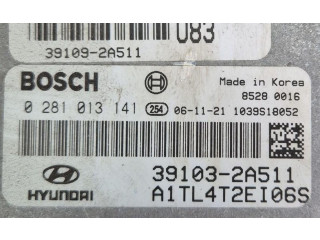 083
39109-2A511
BOSCH
Made in Korea
8528 0016
0 281 013 141 254 06-11-21 1039S18052
39103-2A511
HYUNDAI A1TL4T2EI06S